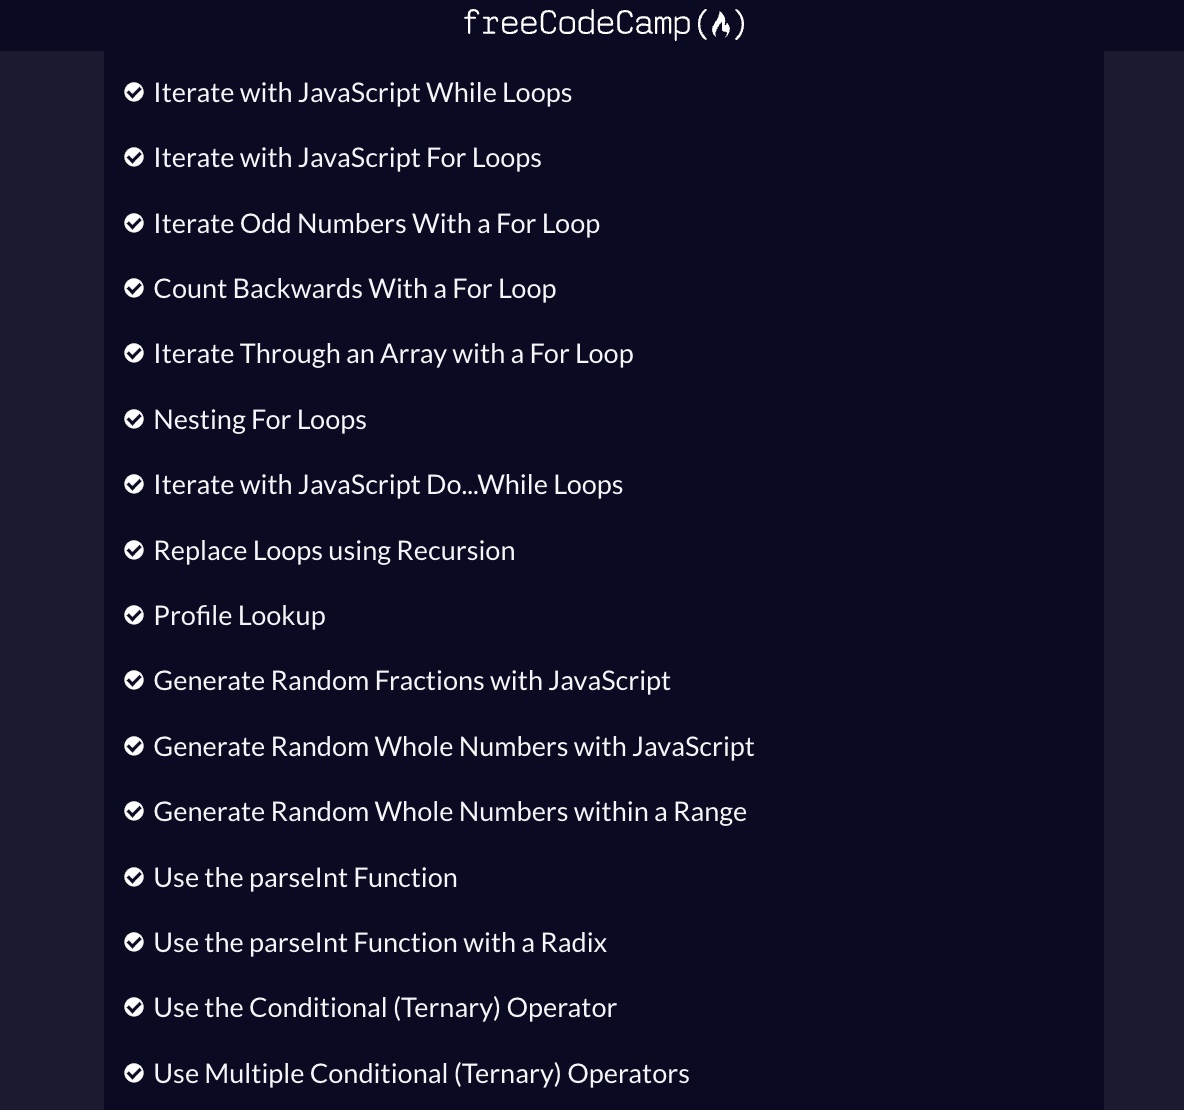 freeCodeCamp(🔥)
Iterate with JavaScript While Loops
Iterate with JavaScript For Loops
Iterate Odd Numbers With a For Loop
Count Backwards With a For Loop
Iterate Through an Array with a For Loop
Nesting For Loops
Iterate with JavaScript Do...While Loops
Replace Loops using Recursion
Profile Lookup
Generate Random Fractions with JavaScript
Generate Random Whole Numbers with JavaScript
Generate Random Whole Numbers within a Range
Use the parseInt Function
Use the parseInt Function with a Radix
Use the Conditional (Ternary) Operator
Use Multiple Conditional (Ternary) Operators